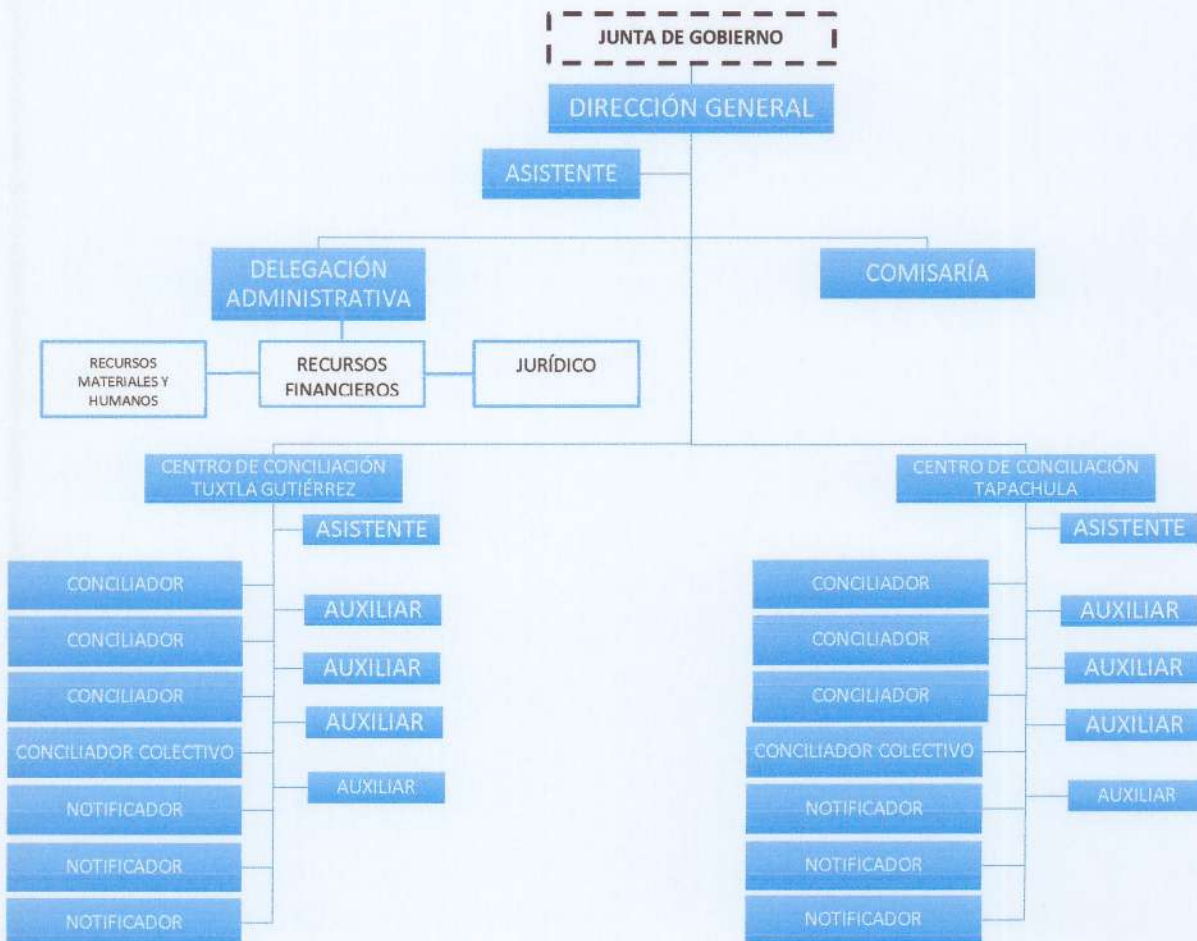 JUNTA DE GOBIERNO
DIRECCIÓN GENERAL
ASISTENTE
DELEGACIÓN
ADMINISTRATIVA
COMISARÍA
RECURSOS
MATERIALES Y
HUMANOS
RECURSOS
FINANCIEROS
JURÍDICO
CENTRO DE CONCILIACIÓN
TUXTLA GUTIÉRREZ
ASISTENTE
CONCILIADOR
AUXILIAR
CONCILIADOR
AUXILIAR
CONCILIADOR
AUXILIAR
CONCILIADOR COLECTIVO
AUXILIAR
NOTIFICADOR
NOTIFICADOR
NOTIFICADOR
CENTRO DE CONCILIACIÓN
TAPACHULA
ASISTENTE
CONCILIADOR
AUXILIAR
CONCILIADOR
AUXILIAR
CONCILIADOR
AUXILIAR
CONCILIADOR COLECTIVO
AUXILIAR
NOTIFICADOR
NOTIFICADOR
NOTIFICADOR